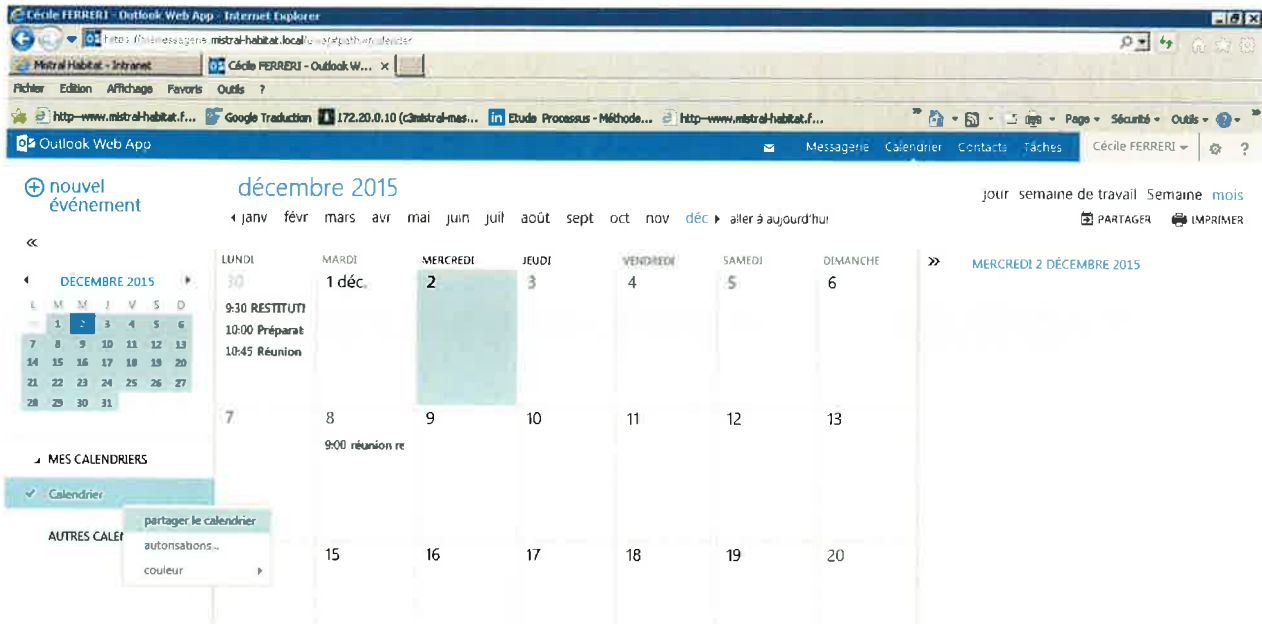 Cécile FERRERI - Outlook Web App - Internet Explorer
mistral-habitat.local
Mistral Habitat - Intranet Cécile FERRERI - Outlook W... ×
Fichier Edition Affichage Favoris Outils ?
http--www.mistral-habitat.f... Google Traduction 172.20.0.10 (c3mistral-mes... Etude Processus - Méthode... http--www.mistral-habitat.f... Page Sécurité Outils
Outlook Web App Messagerie Calendrier Contacts Tâches Cécile FERRERI ?
nouvel événement
décembre 2015
jour semaine de travail Semaine mois
janv févr mars avr mai juin juil août sept oct nov déc aller à aujourd'hui
PARTAGER IMPRIMER
«
DÉCEMBRE 2015
L M M J V S D
1 2 3 4 5 6
7 8 9 10 11 12 13
14 15 16 17 18 19 20
21 22 23 24 25 26 27
28 29 30 31
MES CALENDRIERS
Calendrier
AUTRES CALE
partager le calendrier
autorisations...
couleur
LUNDI MARDI MERCREDI JEUDI VENDREDI SAMEDI DIMANCHE
30 1 déc. 2 3 4 5 6
9:30 RESTITUTI
10:00 Préparat
10:45 Réunion
7 8 9 10 11 12 13
9:00 réunion re
15 16 17 18 19 20
» MERCREDI 2 DÉCEMBRE 2015